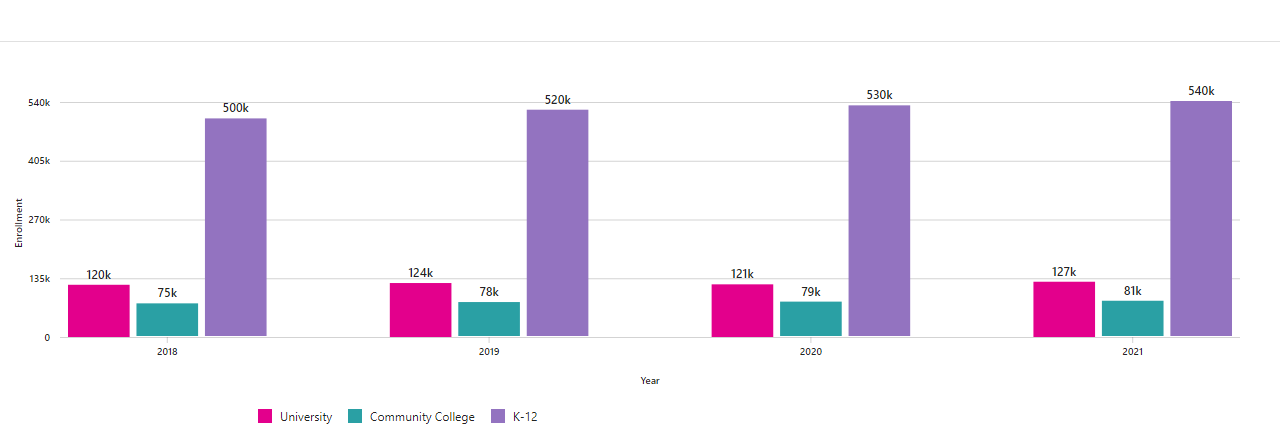 540k
405k
270k
135k
0
Enrollment
120k
75k
500k
124k
78k
520k
121k
79k
530k
127k
81k
540k
2018 2019 2020 2021
Year
University Community College K-12